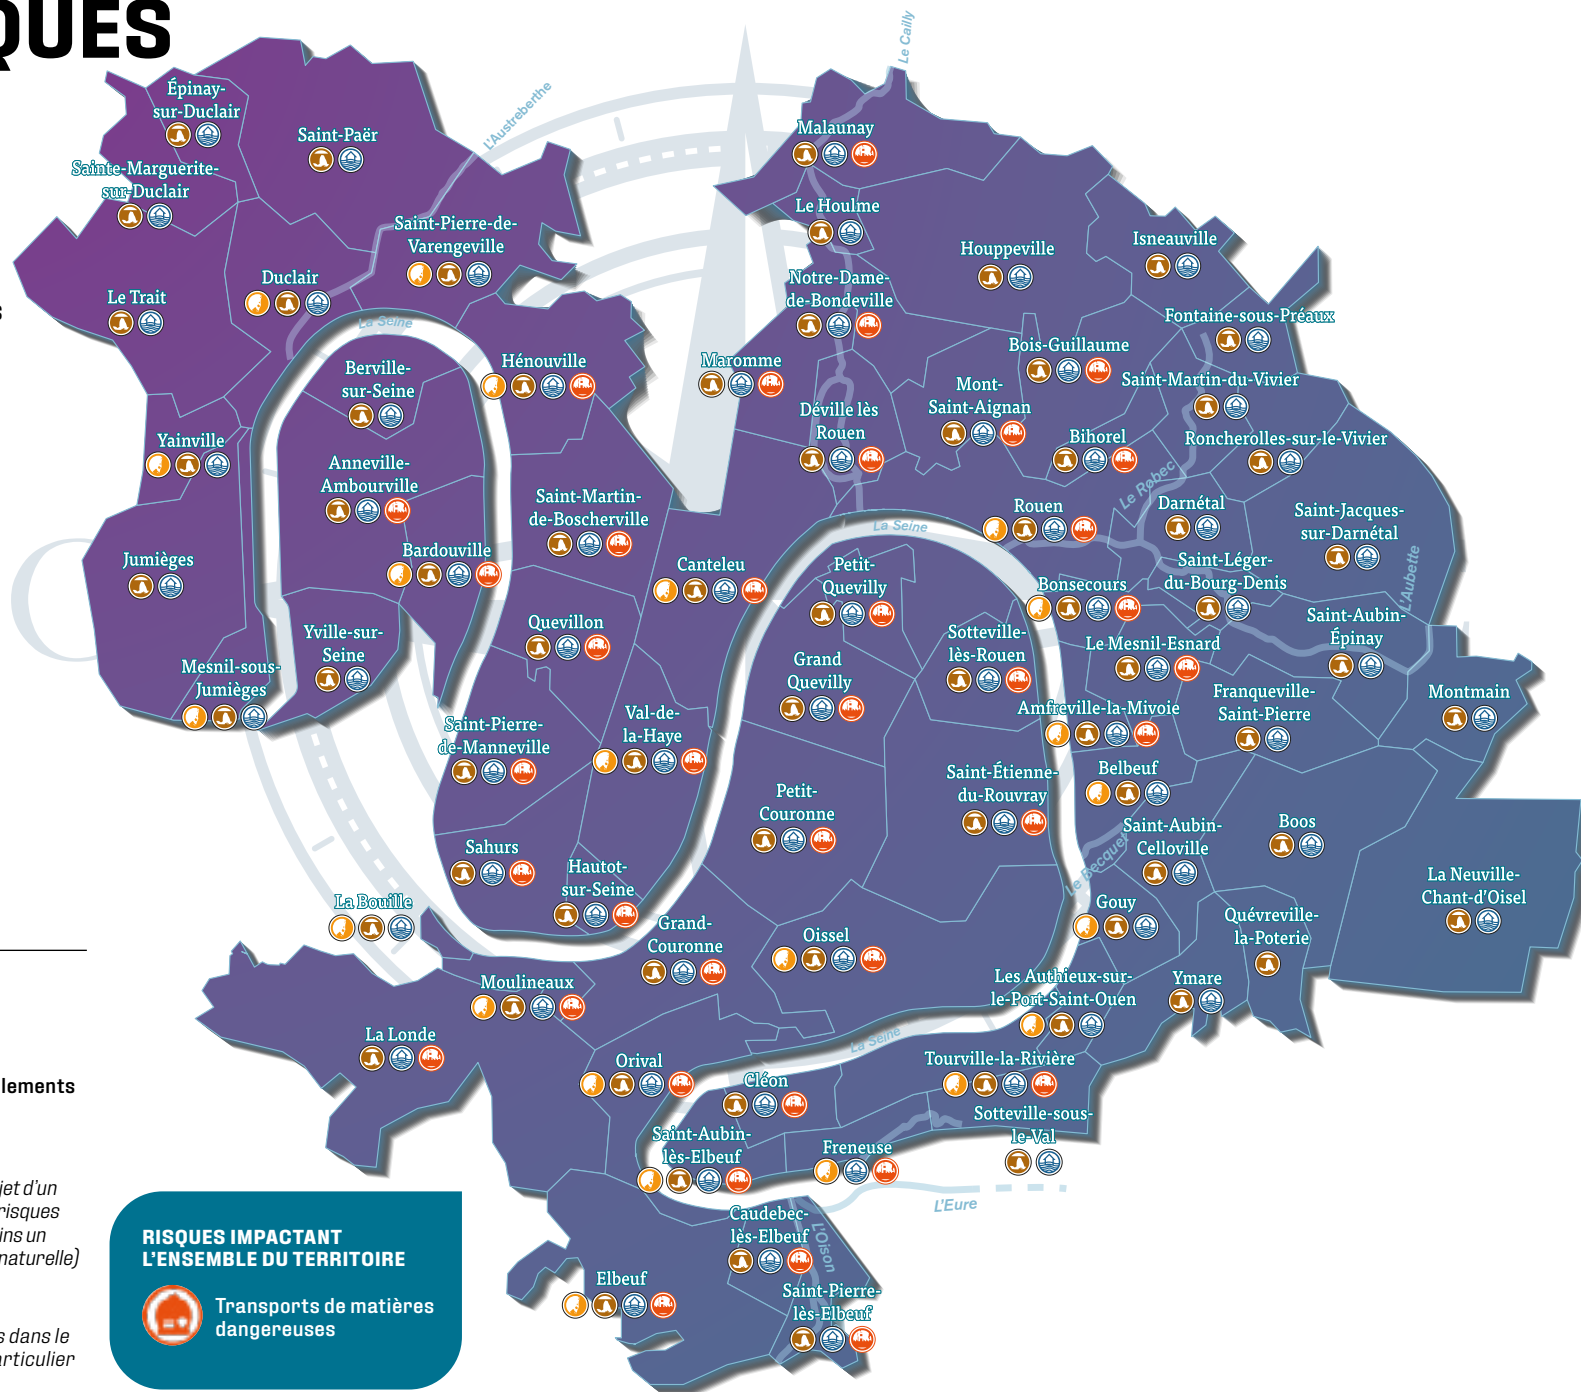 QUES
Le Cailly
L'Austreberthe
Épinay-
sur-Duclair
Saint-Paër
Malaunay
Sainte-Marguerite-
sur-Duclair
Le Houlme
Saint-Pierre-de-
Varengeville
Houppeville
Isneauville
Duclair
Notre-Dame-
de-Bondeville
Le Trait
s
Fontaine-sous-Préaux
La Seine
Bois-Guillaume
Hénouville
Maromme
Berville-
sur-Seine
Mont-
Saint-Aignan
Saint-Martin-du-Vivier
Déville lès
Rouen
Yainville
Bihorel
Roncherolles-sur-le-Vivier
Anneville-
Ambourville
Le Robec
Saint-Martin-
de-Boscherville
Rouen
Darnétal
Saint-Jacques-
sur-Darnétal
La Seine
Jumièges
Bardouville
Canteleu
Petit-
Quevilly
Saint-Léger-
du-Bourg-Denis
L'Aubette
Bonsecours
Quevillon
Yville-sur-
Seine
Sotteville-
lès-Rouen
Le Mesnil-Esnard
Saint-Aubin-
Épinay
Mesnil-sous-
Jumièges
Grand
Quevilly
Franqueville-
Saint-Pierre
Montmain
Saint-Pierre-
de-Manneville
Val-de-
la-Haye
Amfreville-la-Mivoie
Saint-Étienne-
du-Rouvray
Belbeuf
Petit-
Couronne
Saint-Aubin-
Celloville
Boos
Le Becquet
Sahurs
Hautot-
sur-Seine
La Neuville-
Chant-d'Oisel
La Bouille
Gouy
Quévreville-
la-Poterie
Grand-
Couronne
Oissel
Moulineaux
Les Authieux-sur-
le-Port-Saint-Ouen
Ymare
La Londe
La Seine
Orival
Tourville-la-Rivière
Cléon
Sotteville-sous-
le-Val
Saint-Aubin-
lès-Elbeuf
Freneuse
L'Eure
Caudebec-
lès-Elbeuf
L'Oison
Elbeuf
Saint-Pierre-
lès-Elbeuf
lements
jet d'un
risques
ins un
naturelle)
s dans le
articulier
RISQUES IMPACTANT
L'ENSEMBLE DU TERRITOIRE
Transports de matières
dangereuses